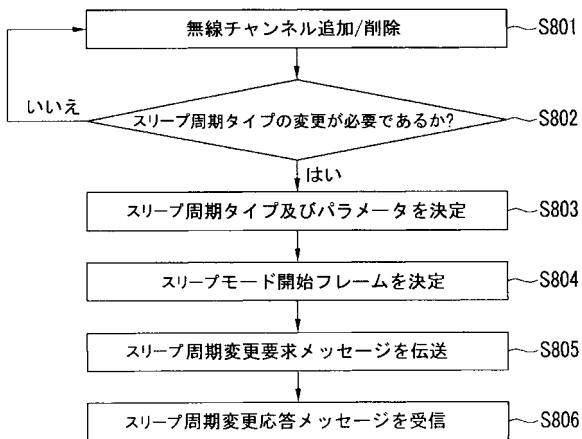 無線チャンネル追加/削除
S801
いいえ
スリープ周期タイプの変更が必要であるか?
S802
はい
スリープ周期タイプ及びパラメータを決定
S803
スリープモード開始フレームを決定
S804
スリープ周期変更要求メッセージを伝送
S805
スリープ周期変更応答メッセージを受信
S806